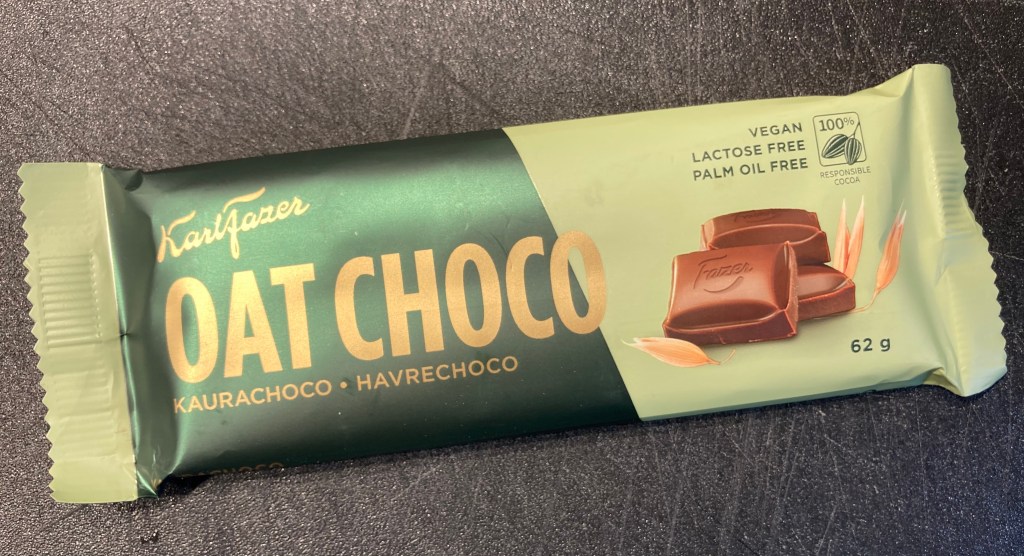 Karl Fazer
OAT CHOCO
KAURACHOCO • HAVRECHOCO
VEGAN
LACTOSE FREE
PALM OIL FREE
100%
RESPONSIBLE
COCOA
Fazer
62 g